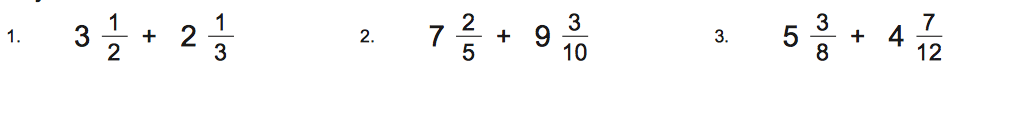 1. 3 1/2 + 2 1/3 2. 7 2/5 + 9 3/10 3. 5 3/8 + 4 7/12